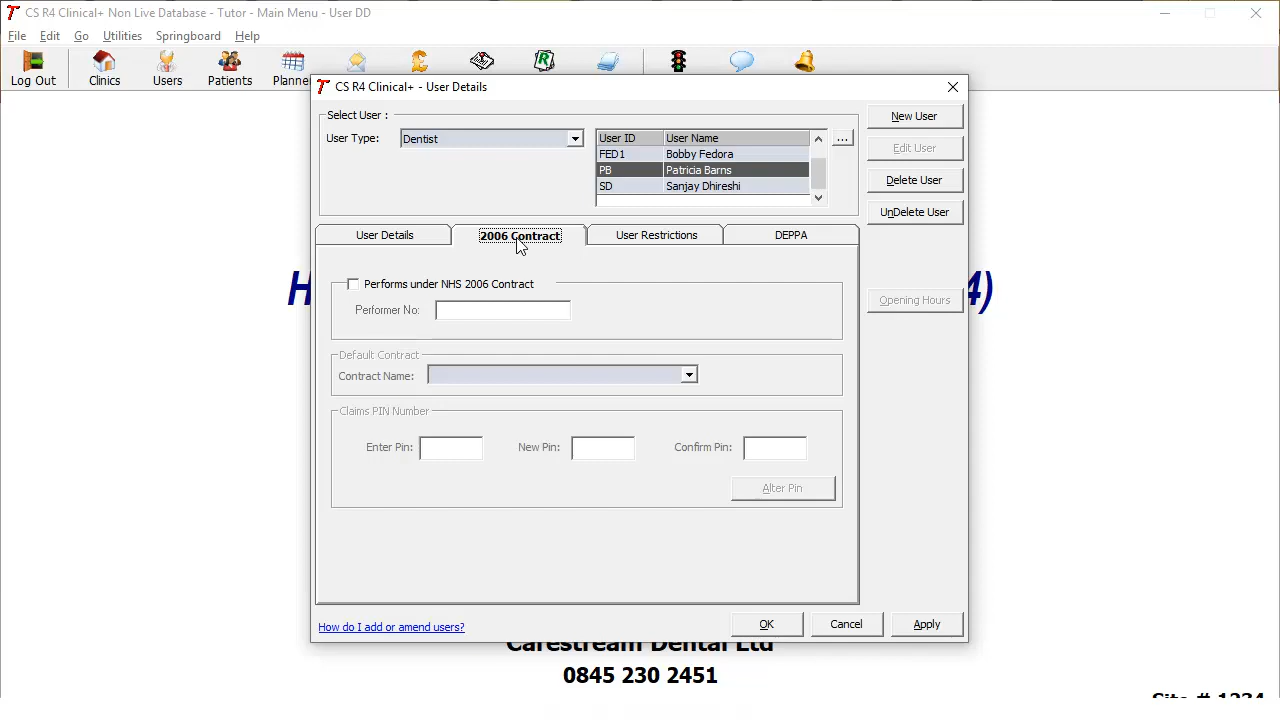 CS R4 Clinical+ Non Live Database - Tutor - Main Menu - User DD
File Edit Go Utilities Springboard Help
Log Out Clinics Users Patients Planne
CS R4 Clinical+ - User Details
Select User :
User Type: Dentist
User ID User Name
FED1 Bobby Fedora
PB Patricia Barns
SD Sanjay Dhireshi
...
New User
Edit User
Delete User
UnDelete User
Opening Hours
User Details 2006 Contract User Restrictions DEPPA
Performs under NHS 2006 Contract
Performer No:
Default Contract
Contract Name:
Claims PIN Number
Enter Pin: New Pin: Confirm Pin:
Alter Pin
How do I add or amend users?
OK Cancel Apply
H 4)
Carestream Dental Ltd
0845 230 2451
Site # 1234